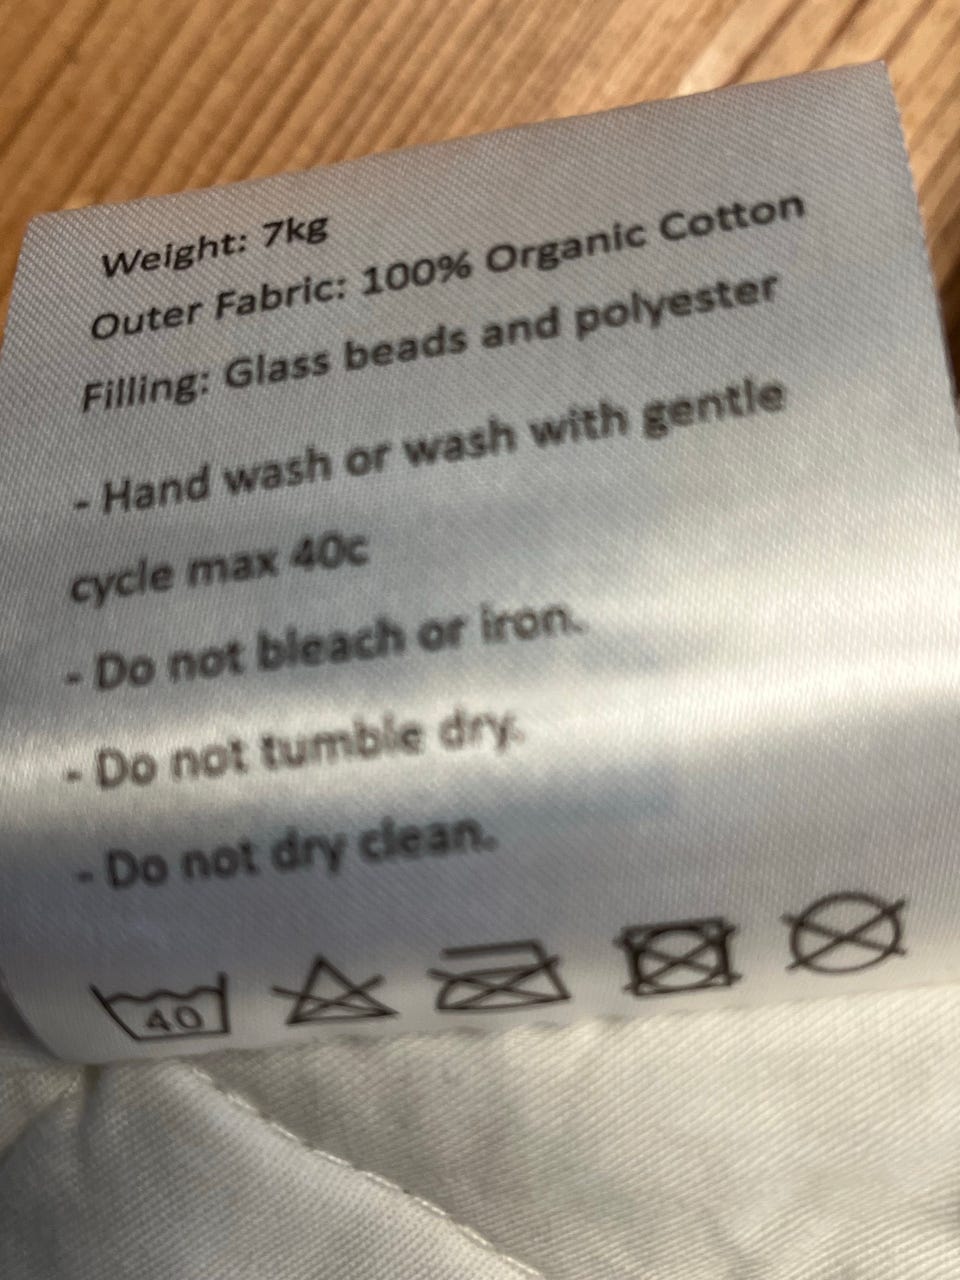 Weight: 7kg
Outer Fabric: 100% Organic Cotton
Filling: Glass beads and polyester
- Hand wash or wash with gentle
cycle max 40c
- Do not bleach or iron.
- Do not tumble dry.
- Do not dry clean.
40